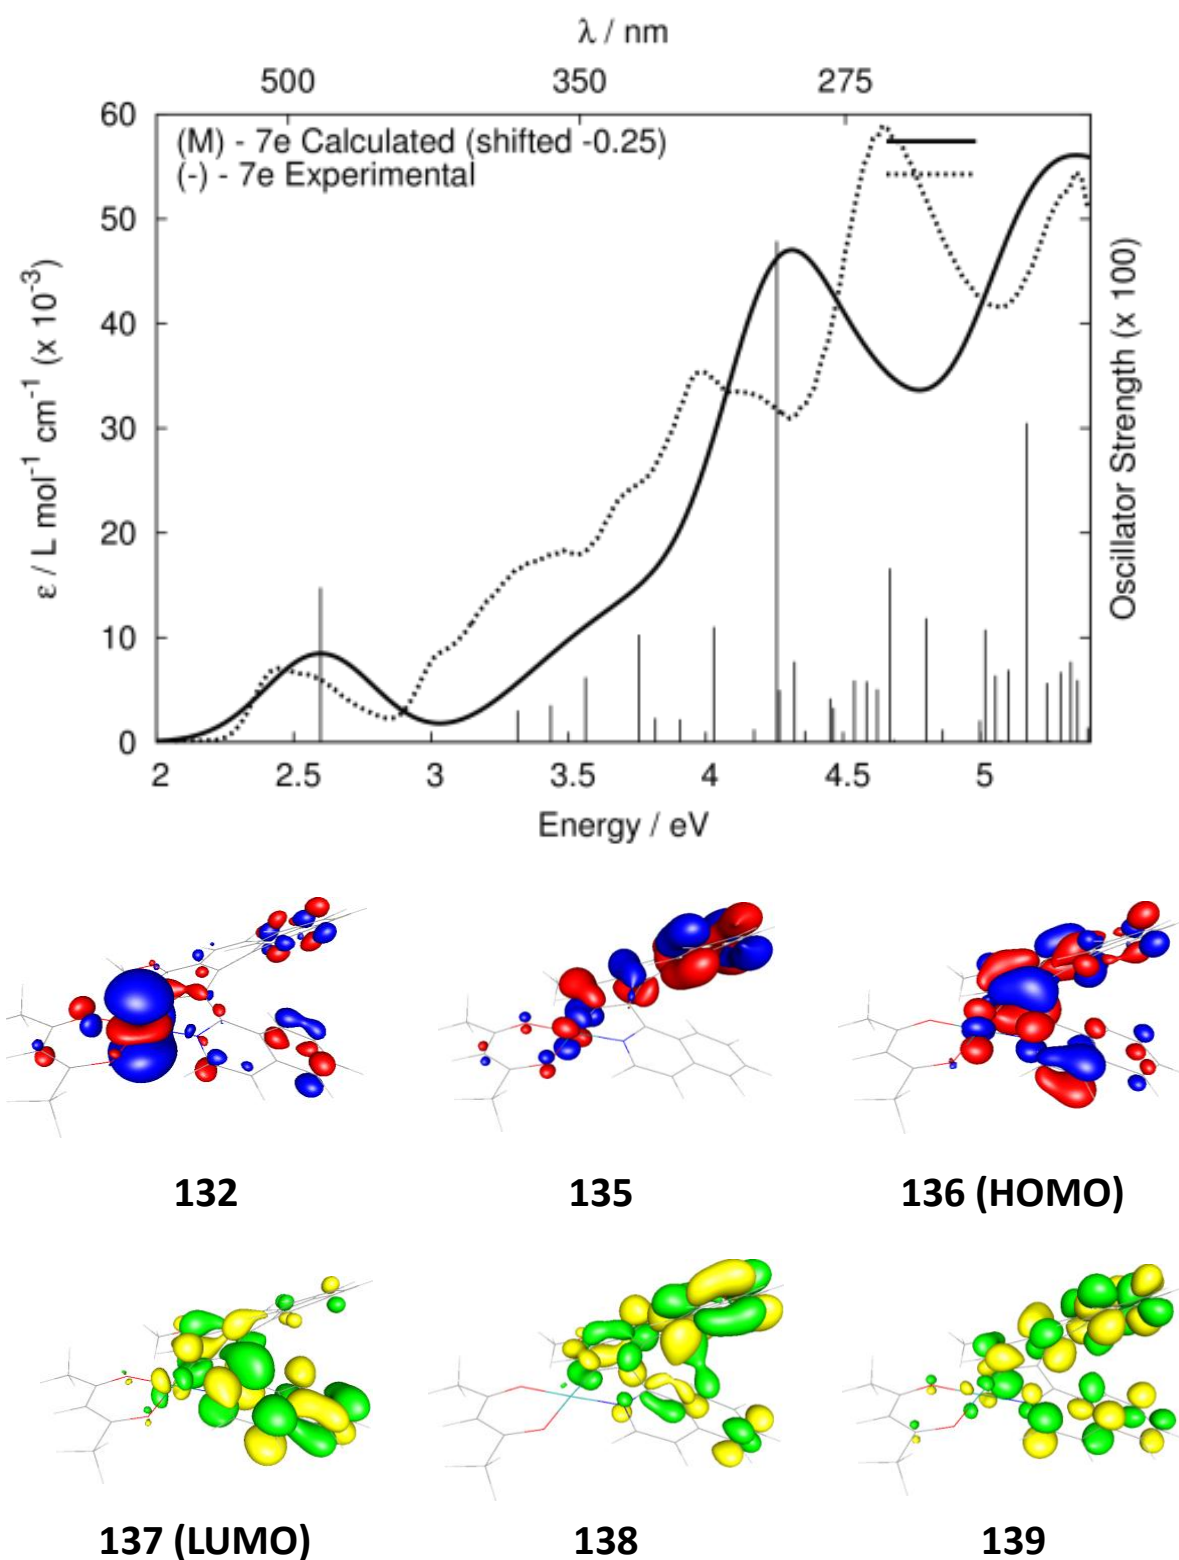 λ / nm
500 350 275
60
50
40
30
20
10
0
(M) - 7e Calculated (shifted -0.25)
(-) - 7e Experimental
ε / L mol⁻¹ cm⁻¹ (x 10⁻³)
Oscillator Strength (x 100)
2 2.5 3 3.5 4 4.5 5
Energy / eV
132 135 136 (HOMO)
137 (LUMO) 138 139